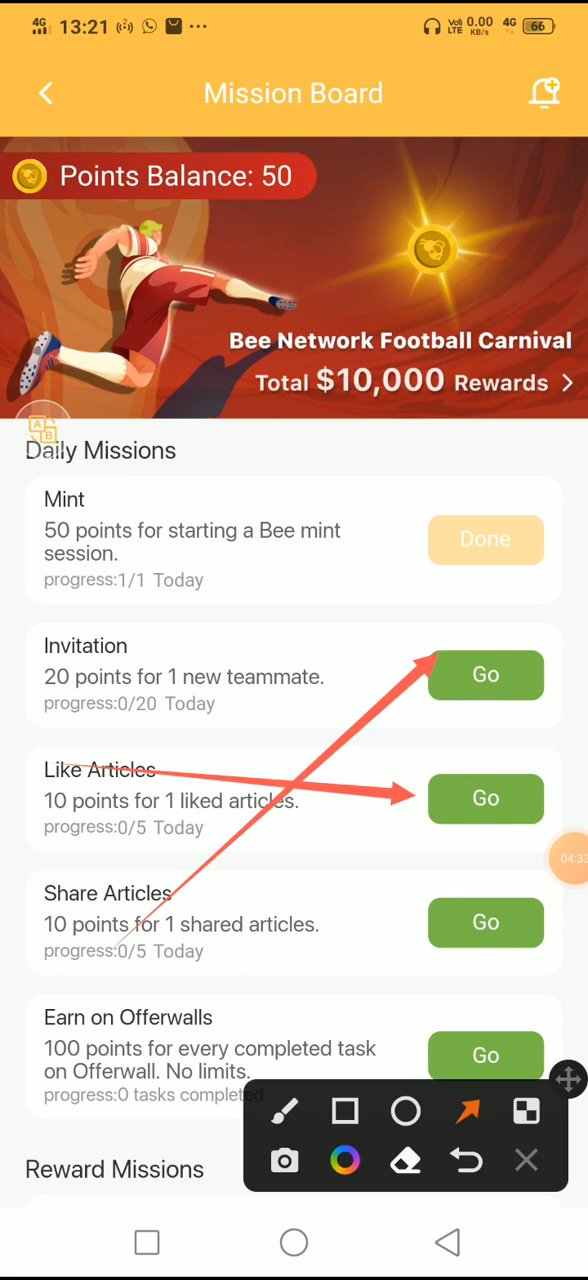 4G 13:21 VoI) LTE 0.00 KB/s 4G 66
Mission Board
Points Balance: 50
Bee Network Football Carnival
Total $10,000 Rewards
A
B
Daily Missions
Mint
50 points for starting a Bee mint
session.
progress:1/1 Today
Done
Invitation
20 points for 1 new teammate.
progress:0/20 Today
Go
Like Articles
10 points for 1 liked articles.
progress:0/5 Today
Go
04:33
Share Articles
10 points for 1 shared articles.
progress:0/5 Today
Go
Earn on Offerwalls
100 points for every completed task
on Offerwall. No limits.
progress:0 tasks completed
Go
Reward Missions